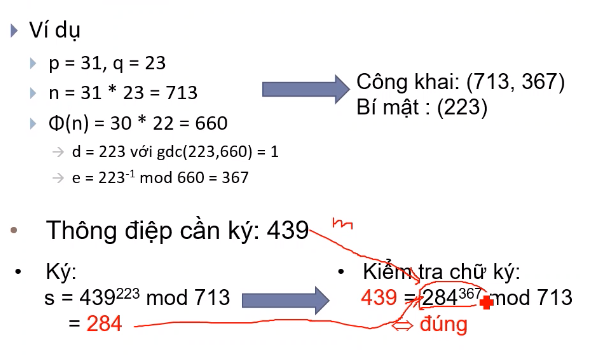 Ví dụ
p = 31, q = 23
n = 31 * 23 = 713
Φ(n) = 30 * 22 = 660
d = 223 với gdc(223,660) = 1
e = 223⁻¹ mod 660 = 367
Công khai: (713, 367)
Bí mật : (223)
Thông điệp cần ký: 439 m
Ký:
s = 439²²³ mod 713
= 284
Kiểm tra chữ ký:
439 = 284³⁶⁷ mod 713
⇔ đúng